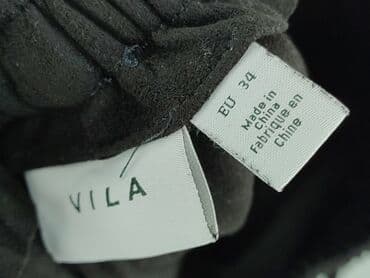 VILA
EU 34
Made in
China
Fabriqué en
Chine